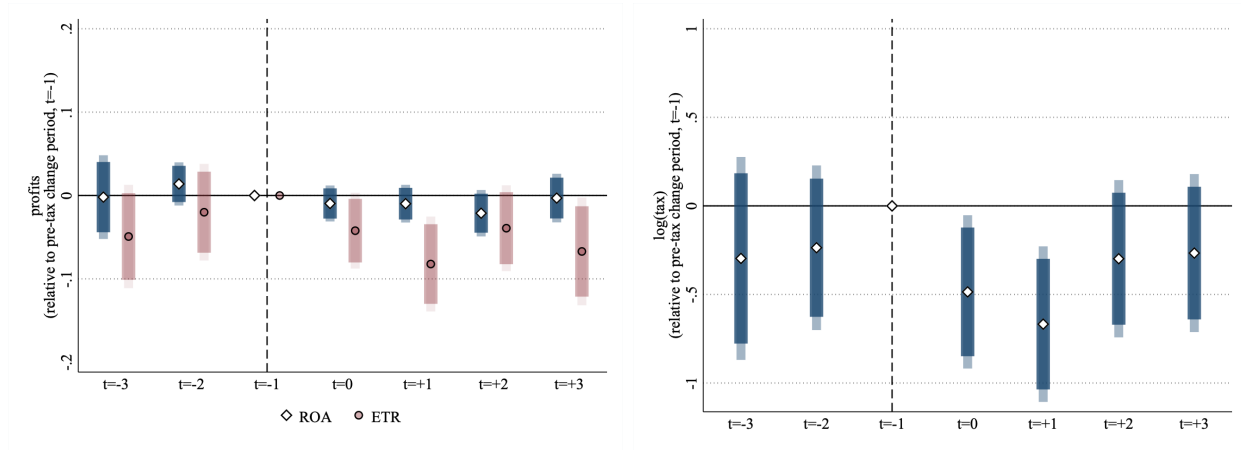 profits
(relative to pre-tax change period, t=-1)
.2
.1
0
-.1
-.2
t=-3 t=-2 t=-1 t=0 t=+1 t=+2 t=+3
ROA ETR
log(tax)
(relative to pre-tax change period, t=-1)
1
.5
0
-.5
-1
t=-3 t=-2 t=-1 t=0 t=+1 t=+2 t=+3